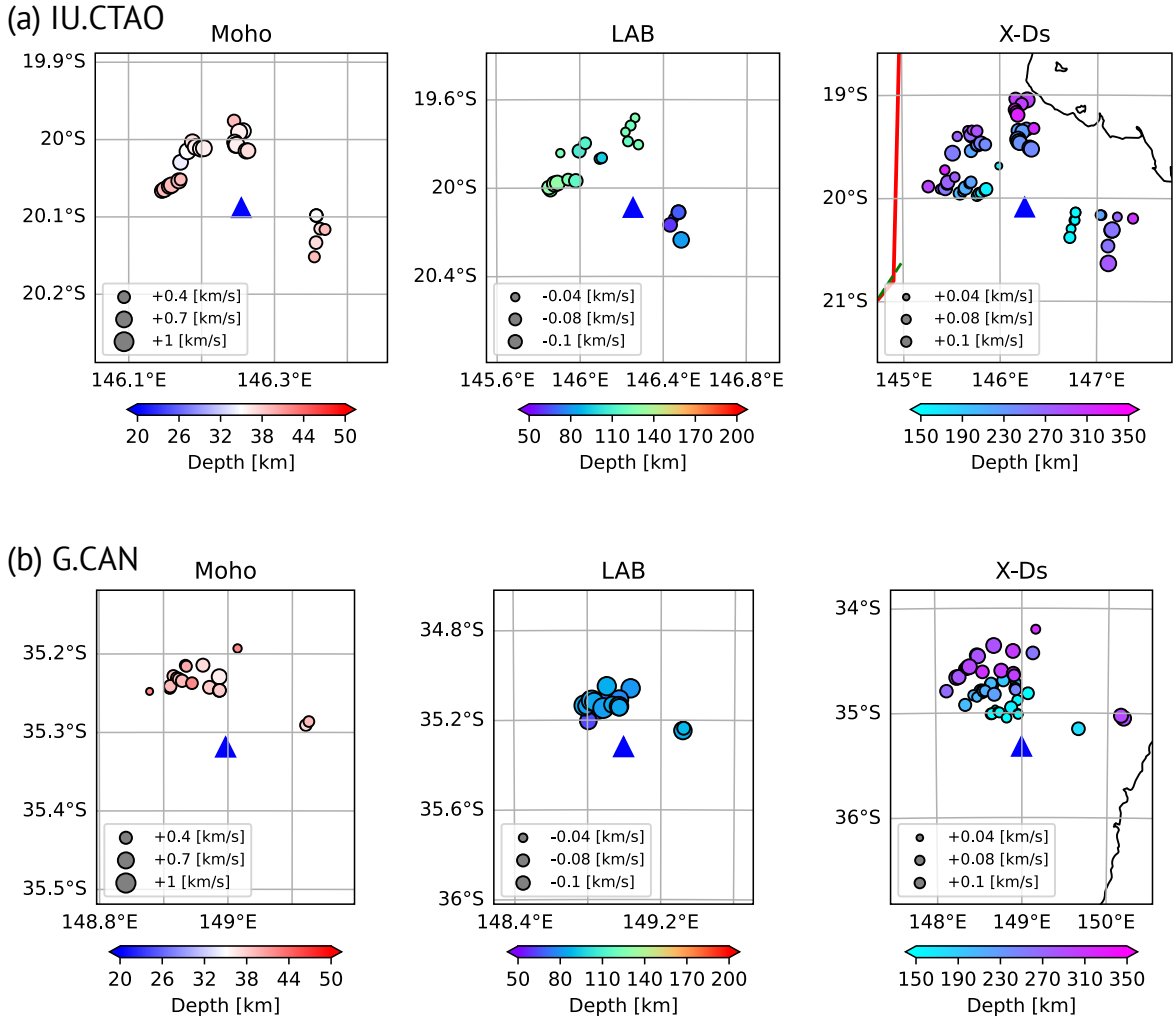 (a) IU.CTAO
Moho
LAB
X-Ds
19.9°S
20°S
20.1°S
20.2°S
+0.4 [km/s]
+0.7 [km/s]
+1 [km/s]
146.1°E
146.3°E
20 26 32 38 44 50
Depth [km]
19.6°S
20°S
20.4°S
-0.04 [km/s]
-0.08 [km/s]
-0.1 [km/s]
145.6°E
146°E
146.4°E
146.8°E
50 80 110 140 170 200
Depth [km]
19°S
20°S
21°S
+0.04 [km/s]
+0.08 [km/s]
+0.1 [km/s]
145°E
146°E
147°E
150 190 230 270 310 350
Depth [km]
(b) G.CAN
Moho
LAB
X-Ds
35.2°S
35.3°S
35.4°S
35.5°S
+0.4 [km/s]
+0.7 [km/s]
+1 [km/s]
148.8°E
149°E
20 26 32 38 44 50
Depth [km]
34.8°S
35.2°S
35.6°S
36°S
-0.04 [km/s]
-0.08 [km/s]
-0.1 [km/s]
148.4°E
149.2°E
50 80 110 140 170 200
Depth [km]
34°S
35°S
36°S
+0.04 [km/s]
+0.08 [km/s]
+0.1 [km/s]
148°E
149°E
150°E
150 190 230 270 310 350
Depth [km]